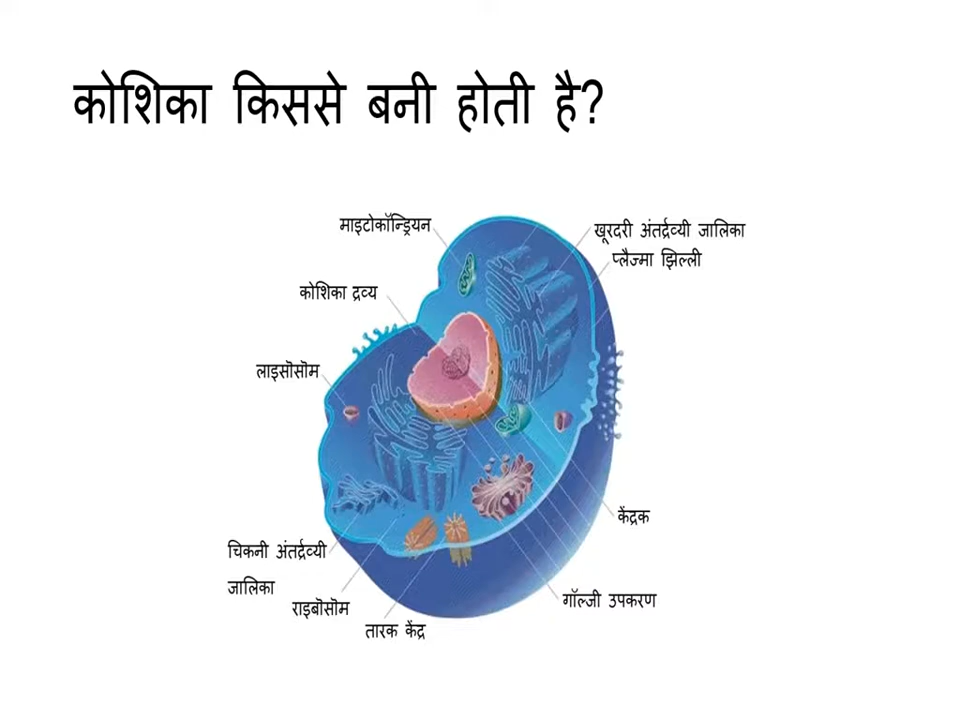 कोशिका किससे बनी होती है?
माइटोकॉन्ड्रियन
खूरदरी अंतर्द्रव्यी जालिका
प्लैज्मा झिल्ली
कोशिका द्रव्य
लाइसॊसॊम
केंद्रक
चिकनी अंतर्द्रव्यी
जालिका
गॉल्जी उपकरण
राइबॊसॊम
तारक केंद्र